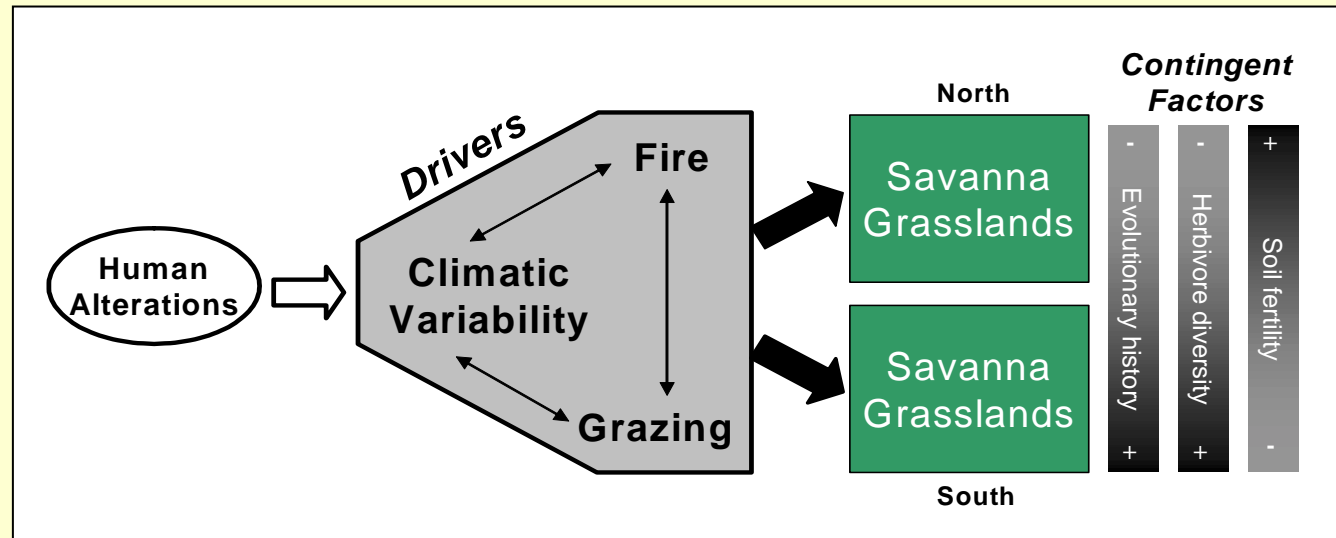 Contingent
Factors
North
Drivers
Fire
Savanna
Grasslands
Human
Alterations
Climatic
Variability
Savanna
Grasslands
Grazing
South
- Evolutionary history +
- Herbivore diversity +
+ Soil fertility -